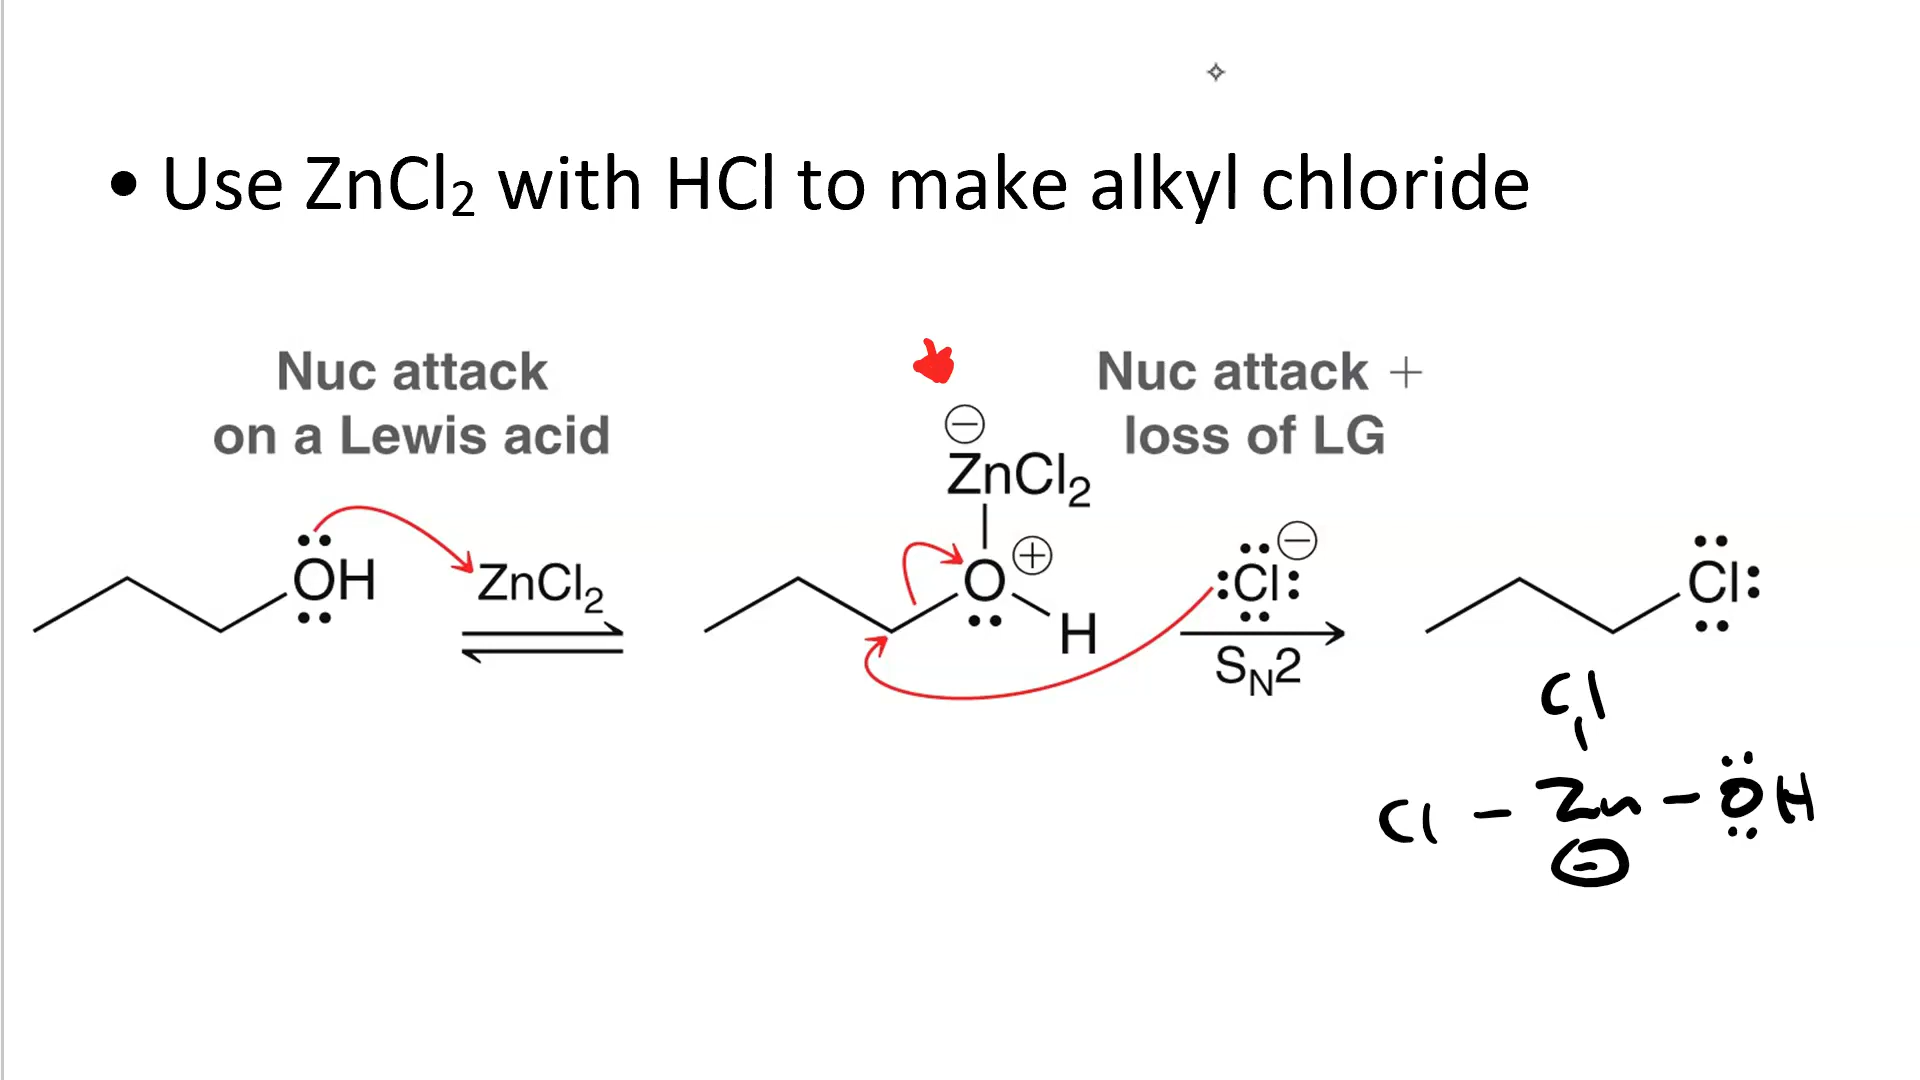 • Use ZnCl₂ with HCl to make alkyl chloride
Nuc attack
on a Lewis acid
Nuc attack +
loss of LG
⊖
ZnCl₂
OH
ZnCl₂
O
⊕
H
:Cl:
⊖
S_N2
Cl:
Cl
Cl - Zn - OH
⊖